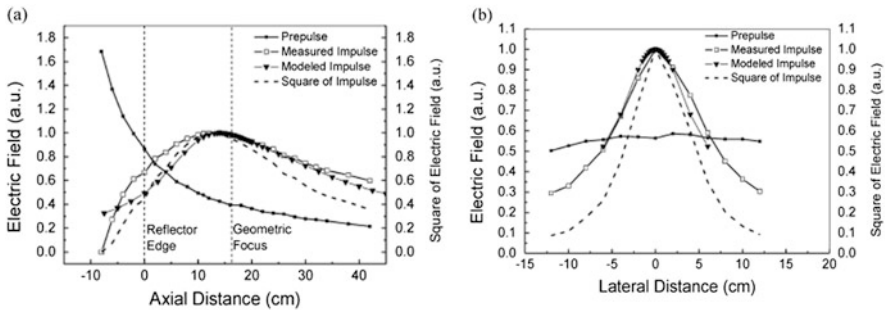 (a)
Electric Field (a.u.)
1.8
1.6
1.4
1.2
1.0
0.8
0.6
0.4
0.2
0.0
Prepulse
Measured Impulse
Modeled Impulse
Square of Impulse
Reflector
Edge
Geometric
Focus
1.8
1.6
1.4
1.2
1.0
0.8
0.6
0.4
0.2
0.0
Square of Electric Field (a.u.)
-10 0 10 20 30 40
Axial Distance (cm)
(b)
Electric Field (a.u.)
1.1
1.0
0.9
0.8
0.7
0.6
0.5
0.4
0.3
0.2
0.1
0.0
Prepulse
Measured Impulse
Modeled Impulse
Square of Impulse
1.1
1.0
0.9
0.8
0.7
0.6
0.5
0.4
0.3
0.2
0.1
0.0
Square of Electric Field (a.u.)
-15 -10 -5 0 5 10 15 20
Lateral Distance (cm)